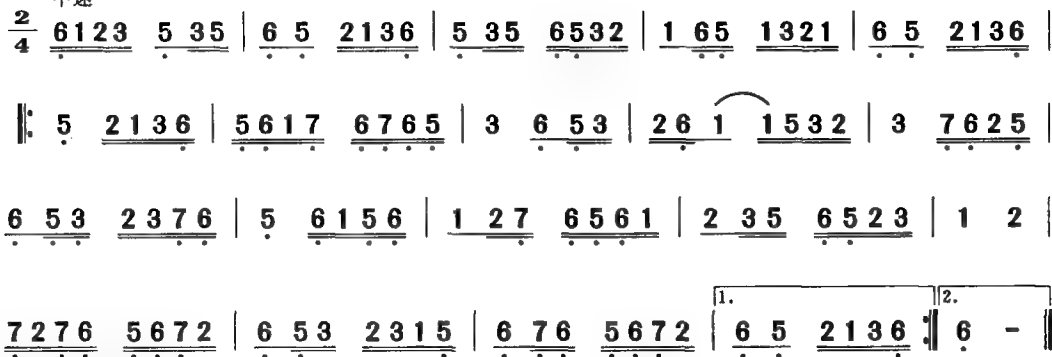 2/4 6123 5 35 | 6 5 2136 | 5 35 6532 | 1 65 1321 | 6 5 2136 |
‖: 5 2136 | 5617 6765 | 3 6 53 | 26 1 1532 | 3 7625 |
6 53 2376 | 5 6156 | 1 27 6561 | 2 35 6523 | 1 2 |
7276 5672 | 6 53 2315 | 6 76 5672 | 1. 6 5 2136 :‖ 2. 6 - ‖